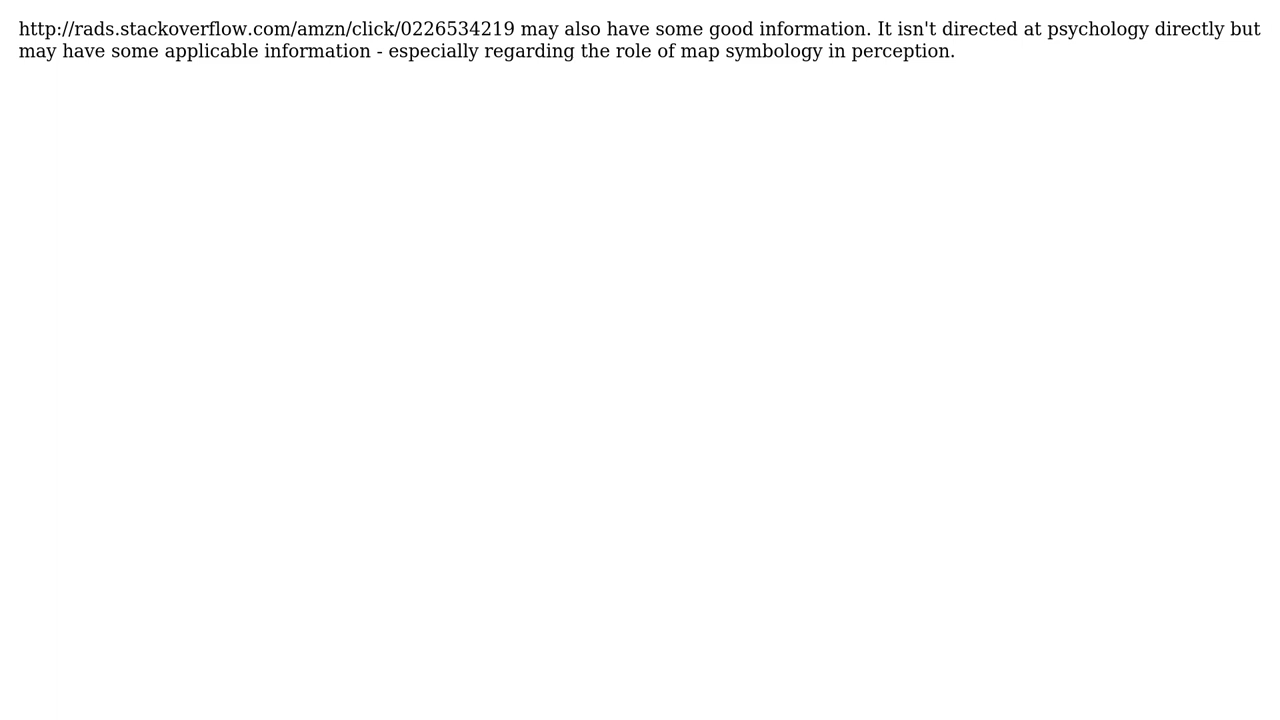 http://rads.stackoverflow.com/amzn/click/0226534219 may also have some good information. It isn't directed at psychology directly but
may have some applicable information - especially regarding the role of map symbology in perception.